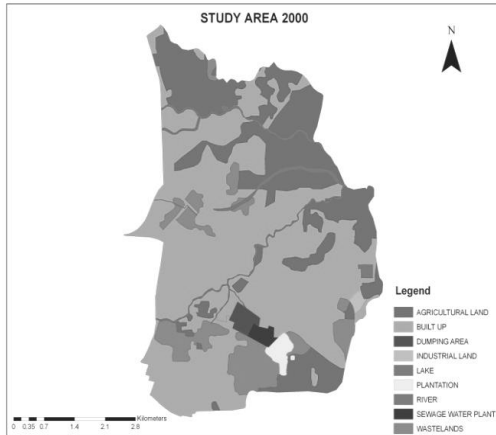 STUDY AREA 2000
N
Legend
AGRICULTURAL LAND
BUILT UP
DUMPING AREA
INDUSTRIAL LAND
LAKE
PLANTATION
RIVER
SEWAGE WATER PLANT
WASTELANDS
Kilometers
0 0.35 0.7 1.4 2.1 2.8